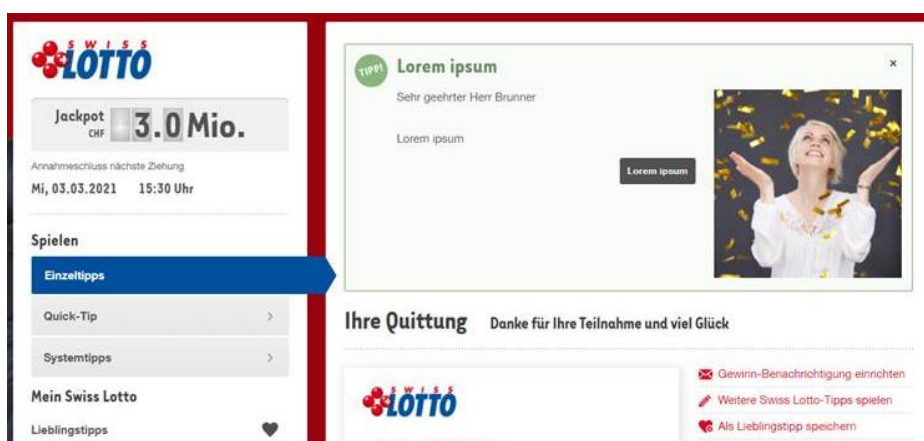 SWISS
LOTTO
Jackpot
CHF
3.0 Mio.
Annahmeschluss nächste Ziehung
Mi, 03.03.2021 15:30 Uhr
Spielen
Einzeltipps
Quick-Tip
Systemtipps
Mein Swiss Lotto
Lieblingstipps
TIPP!
Lorem ipsum
×
Sehr geehrter Herr Brunner
Lorem ipsum
Lorem ipsum
Ihre Quittung Danke für Ihre Teilnahme und viel Glück
SWISS
LOTTO
Gewinn-Benachrichtigung einrichten
Weitere Swiss Lotto-Tipps spielen
Als Lieblingstipp speichern